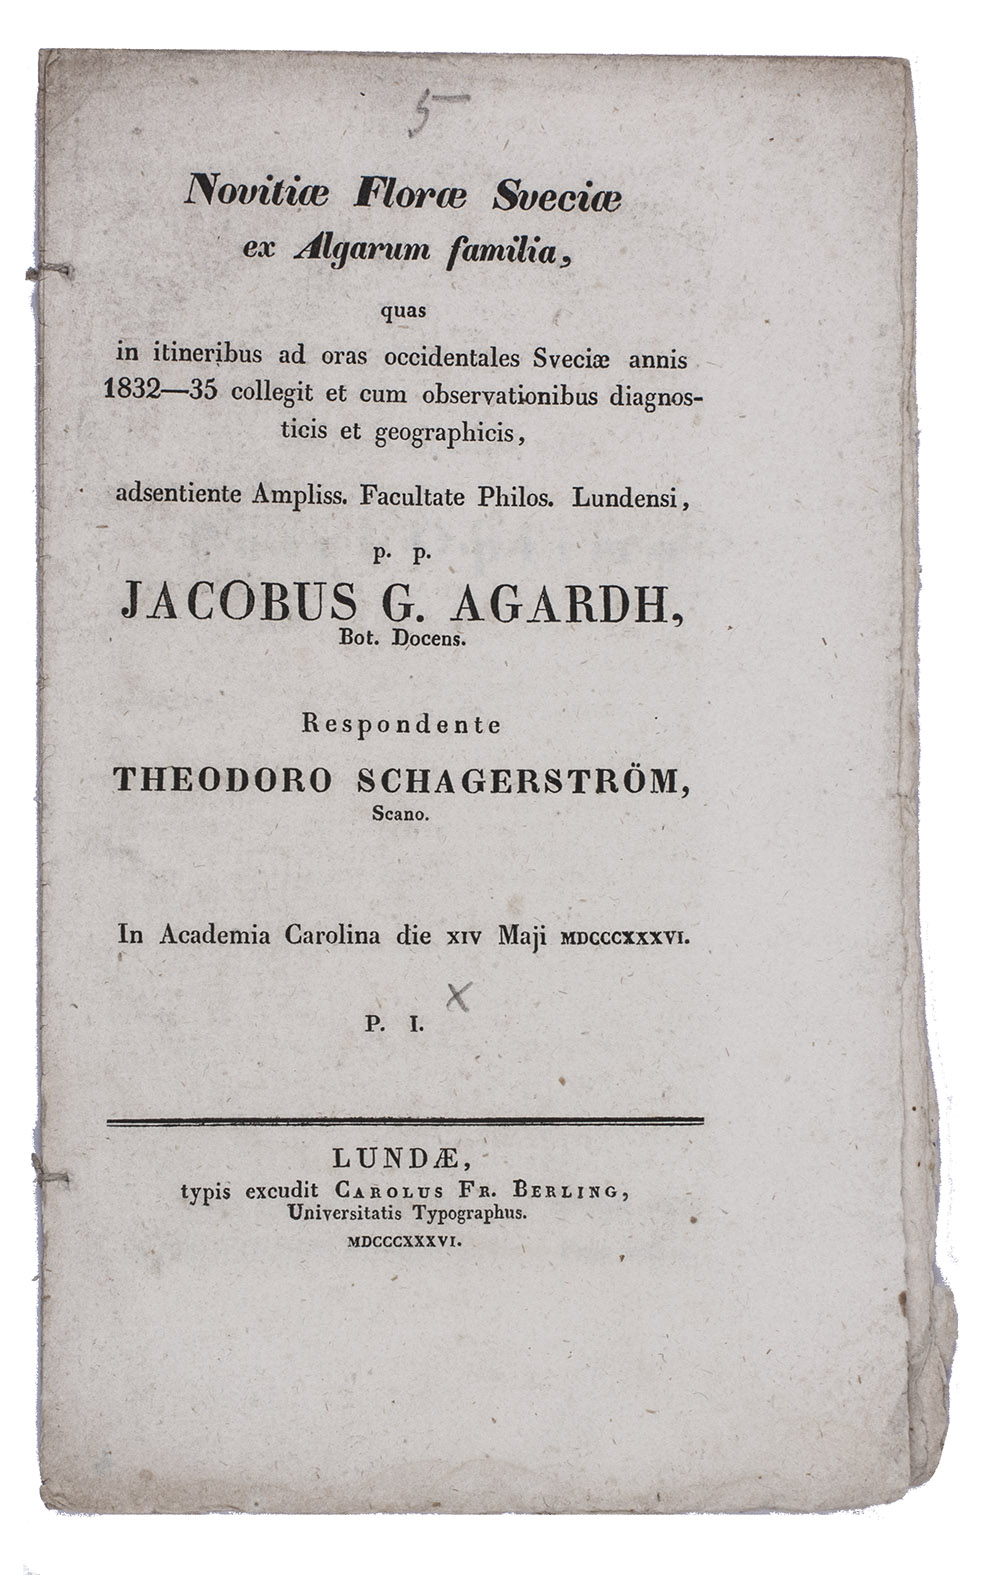 5
Novitiæ Floræ Sveciæ
ex Algarum familia,
quas
in itineribus ad oras occidentales Sveciæ annis
1832—35 collegit et cum observationibus diagnos-
ticis et geographicis,
adsentiente Ampliss. Facultate Philos. Lundensi,
p. p.
JACOBUS G. AGARDH,
Bot. Docens.
Respondente
THEODORO SCHAGERSTRÖM,
Scano.
In Academia Carolina die XIV Maji MDCCCXXXVI.
X
P. I.
LUNDÆ,
typis excudit CAROLUS FR. BERLING,
Universitatis Typographus.
MDCCCXXXVI.